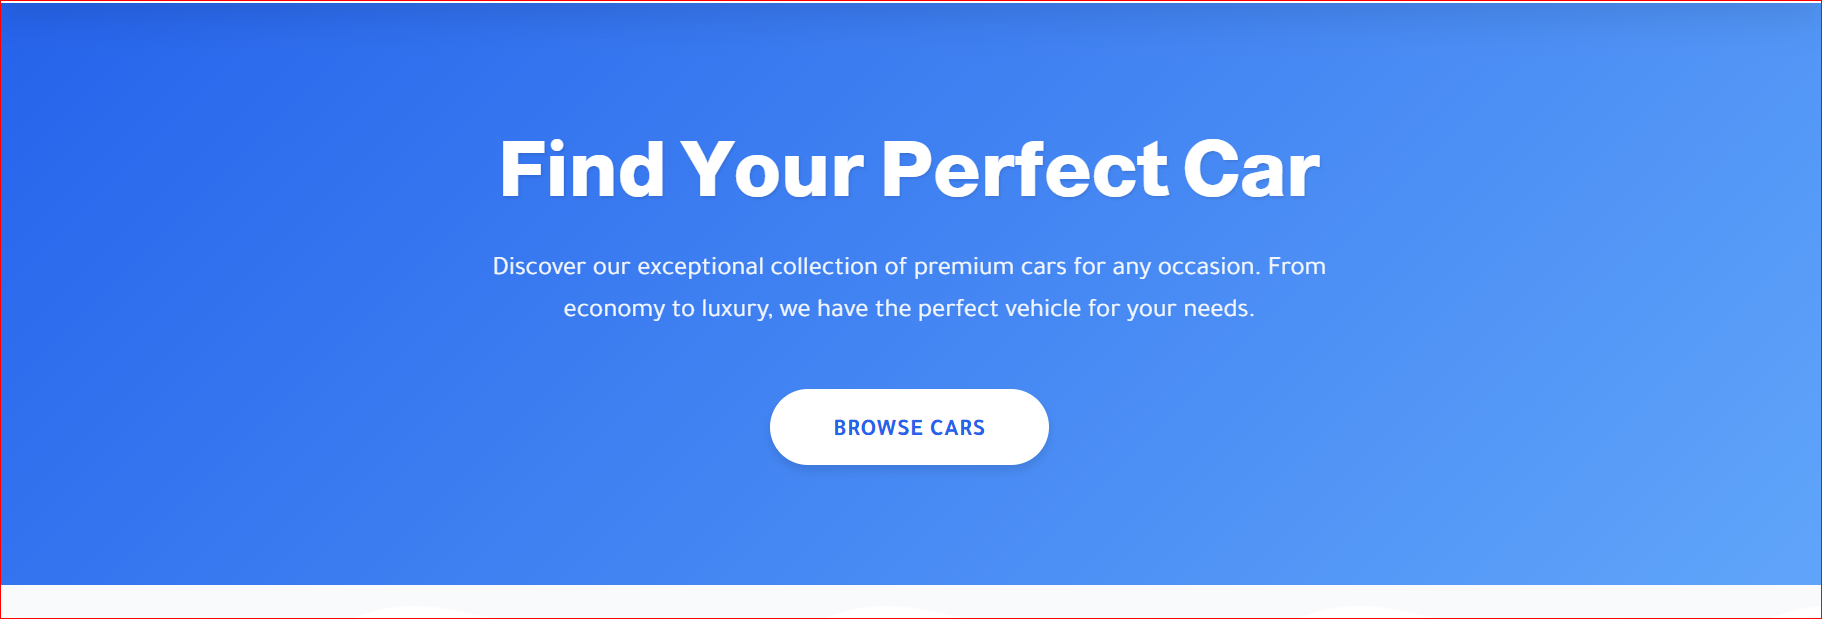 Find Your Perfect Car
Discover our exceptional collection of premium cars for any occasion. From
economy to luxury, we have the perfect vehicle for your needs.
BROWSE CARS